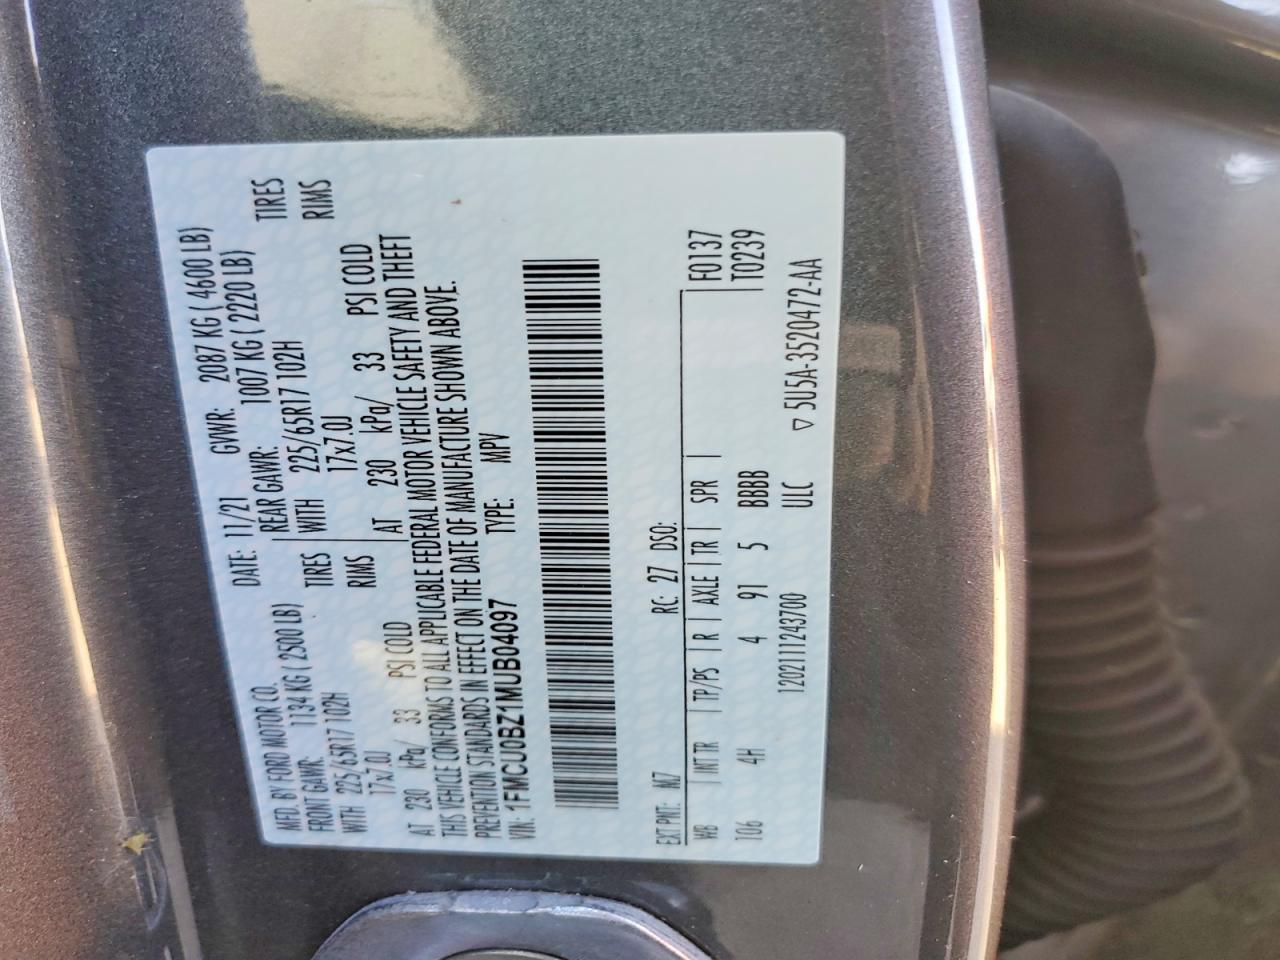 MFD. BY FORD MOTOR CO.
DATE: 11/21 GVWR: 2087 KG ( 4600 LB)
FRONT GAWR: 1134 KG ( 2500 LB) REAR GAWR: 1007 KG ( 2220 LB)
WITH 225/65R17 102H TIRES WITH 225/65R17 102H TIRES
17x7.0J RIMS 17x7.0J RIMS
AT 230 kPa/ 33 PSI COLD AT 230 kPa/ 33 PSI COLD
THIS VEHICLE CONFORMS TO ALL APPLICABLE FEDERAL MOTOR VEHICLE SAFETY AND THEFT
PREVENTION STANDARDS IN EFFECT ON THE DATE OF MANUFACTURE SHOWN ABOVE.
VIN: 1FMCU0BZ1MUB04097 TYPE: MPV
EXT PNT: M7 RC: 27 DSO:
WB INT TR TP/PS R AXLE TR SPR F0137
106 4H 4 91 5 BBBB T0239
1202111243700 ULC ▽ 5U5A-3520472-AA